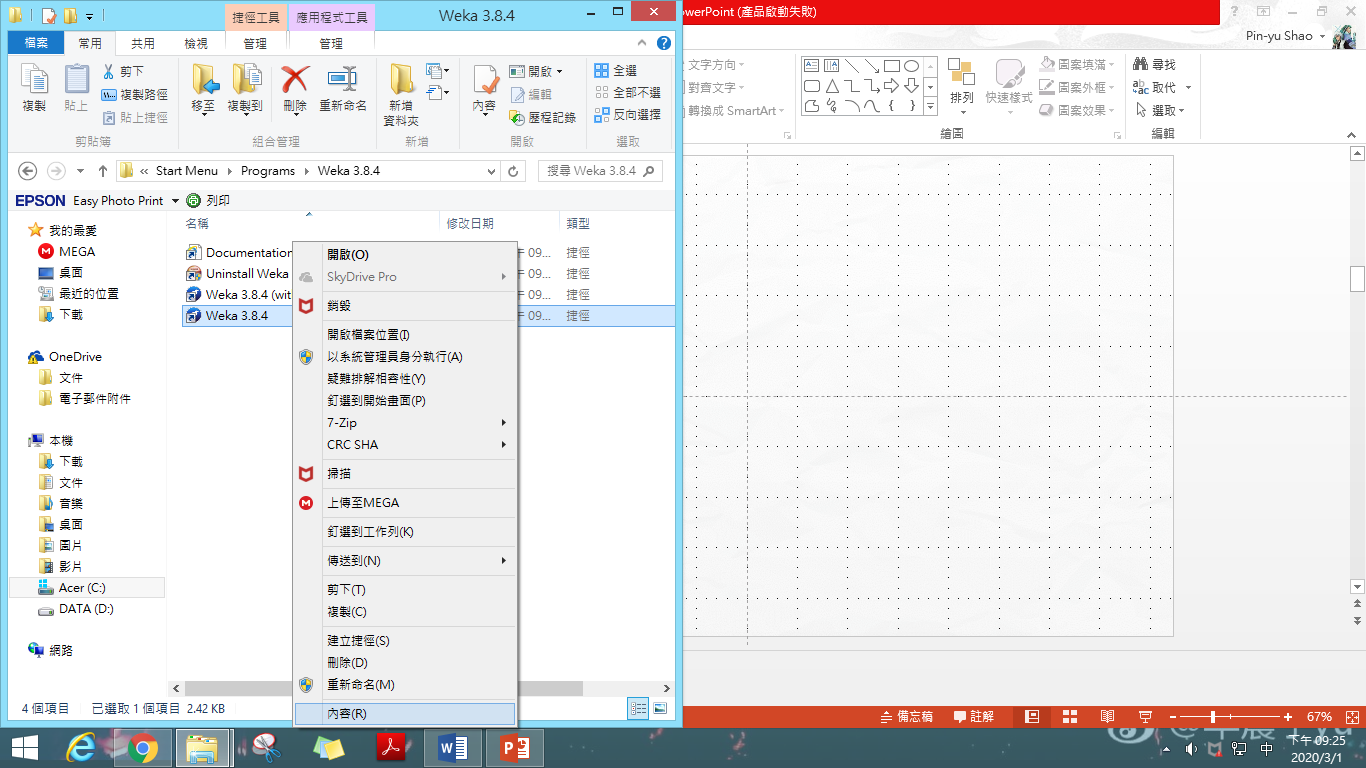 捷徑工具 應用程式工具 Weka 3.8.4
檔案 常用 共用 檢視 管理 管理
複製
貼上
剪下
複製路徑
貼上捷徑
移至
複製到
刪除
重新命名
新增
資料夾
內容
開啟
編輯
歷程記錄
全選
全部不選
反向選擇
剪貼簿 組合管理 新增 開啟 選取
« Start Menu Programs Weka 3.8.4
搜尋 Weka 3.8.4
EPSON Easy Photo Print 列印
我的最愛
MEGA
桌面
最近的位置
下載
OneDrive
文件
電子郵件附件
本機
下載
文件
音樂
桌面
圖片
影片
Acer (C:)
DATA (D:)
網路
名稱 修改日期 類型
Documentation 09... 捷徑
Uninstall Weka 09... 捷徑
Weka 3.8.4 (wit 09... 捷徑
Weka 3.8.4 09... 捷徑
開啟(O)
SkyDrive Pro
銷毀
開啟檔案位置(I)
以系統管理員身分執行(A)
疑難排解相容性(Y)
釘選到開始畫面(P)
7-Zip
CRC SHA
掃描
上傳至MEGA
釘選到工作列(K)
傳送到(N)
剪下(T)
複製(C)
建立捷徑(S)
刪除(D)
重新命名(M)
內容(R)
4 個項目 已選取 1 個項目 2.42 KB
PowerPoint (產品啟動失敗)
Pin-yu Shao
文字方向
對齊文字
轉換成 SmartArt
排列
快速樣式
圖案填滿
圖案外框
圖案效果
尋找
取代
選取
繪圖 編輯
備忘稿 註解 67%
中
下午 09:25
2020/3/1